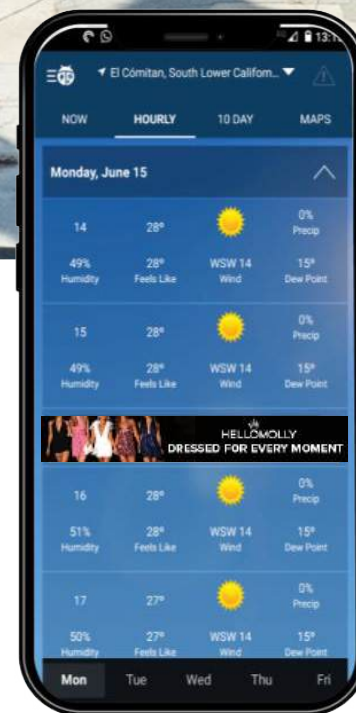 13:1
El Cómitan, South Lower Californ...
NOW HOURLY 10 DAY MAPS
Monday, June 15
14 28° 0%
Precip
49% 28° WSW 14 15°
Humidity Feels Like Wind Dew Point
15 28° 0%
Precip
49% 28° WSW 14 15°
Humidity Feels Like Wind Dew Point
HELLOMOLLY
DRESSED FOR EVERY MOMENT
16 28° 0%
Precip
51% 28° WSW 14 15°
Humidity Feels Like Wind Dew Point
17 27° 0%
Precip
50% 27° WSW 14 15°
Humidity Feels Like Wind Dew Point
Mon Tue Wed Thu Fri